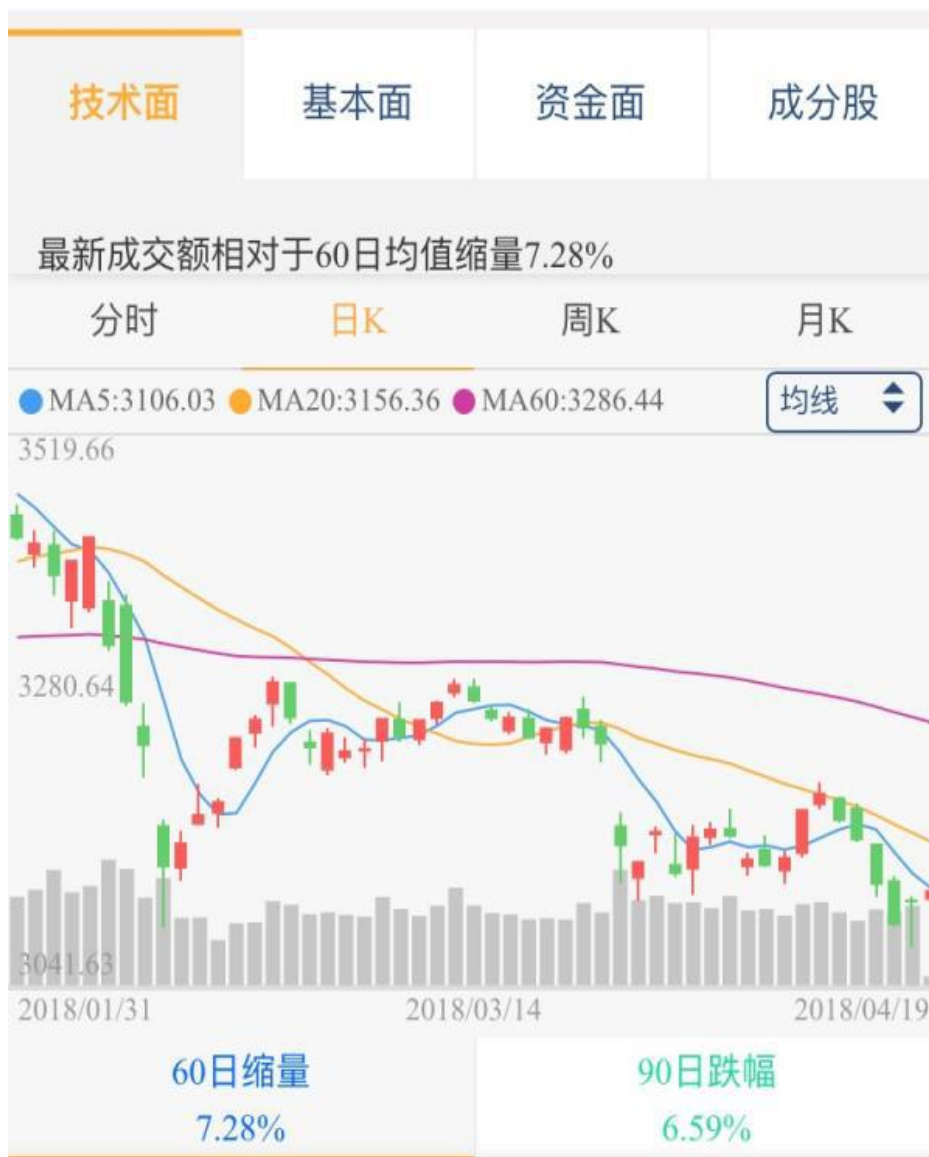 技术面 基本面 资金面 成分股
最新成交额相对于60日均值缩量7.28%
分时 日K 周K 月K
MA5:3106.03 MA20:3156.36 MA60:3286.44 均线
3519.66
3280.64
3041.63
2018/01/31 2018/03/14 2018/04/19
60日缩量 90日跌幅
7.28% 6.59%